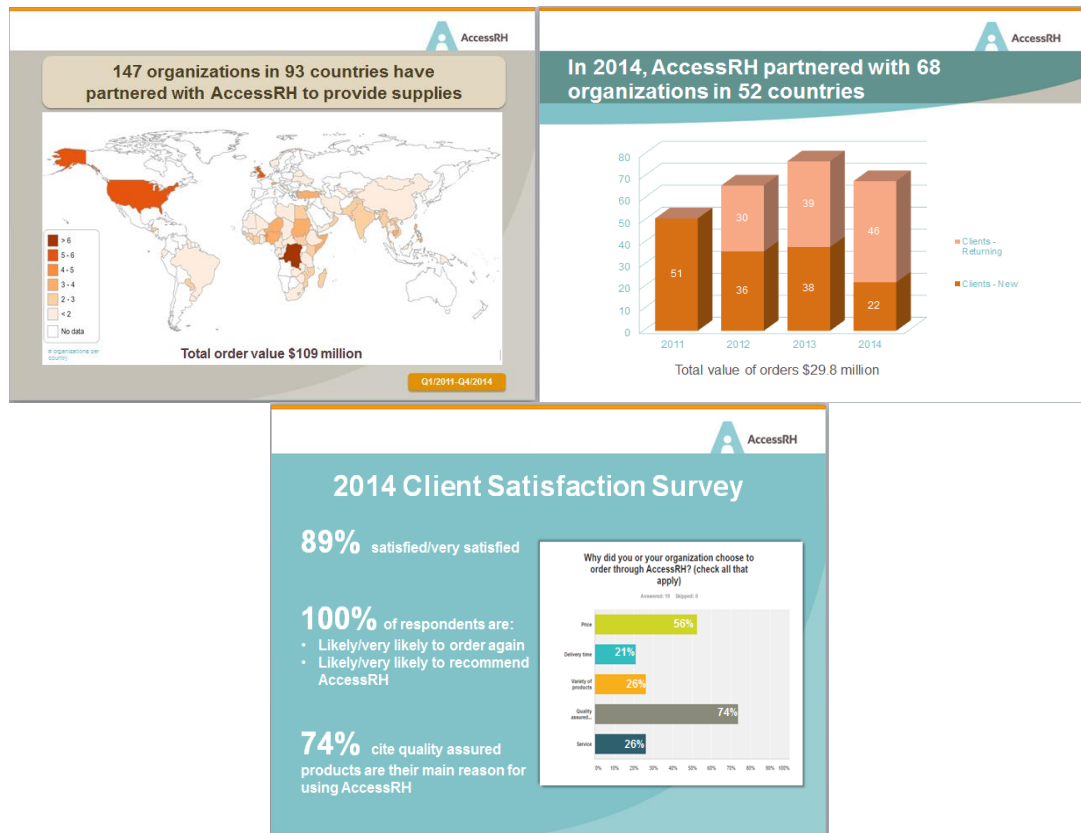 AccessRH
147 organizations in 93 countries have
partnered with AccessRH to provide supplies
> 6
5 - 6
4 - 5
3 - 4
2 - 3
< 2
No data
# organizations per
country
Total order value $109 million
Q1/2011-Q4/2014
AccessRH
In 2014, AccessRH partnered with 68
organizations in 52 countries
80
70
60
50
40
30
20
10
0
51
30
36
39
38
46
22
2011 2012 2013 2014
Clients -
Returning
Clients - New
Total value of orders $29.8 million
AccessRH
2014 Client Satisfaction Survey
89% satisfied/very satisfied
100% of respondents are:
• Likely/very likely to order again
• Likely/very likely to recommend
AccessRH
74% cite quality assured
products are their main reason for
using AccessRH
Why did you or your organization choose to
order through AccessRH? (check all that
apply)
Answered: 19 Skipped: 0
Price 56%
Delivery time 21%
Variety of
products 26%
Quality
assured... 74%
Service 26%
0% 10% 20% 30% 40% 50% 60% 70% 80% 90% 100%